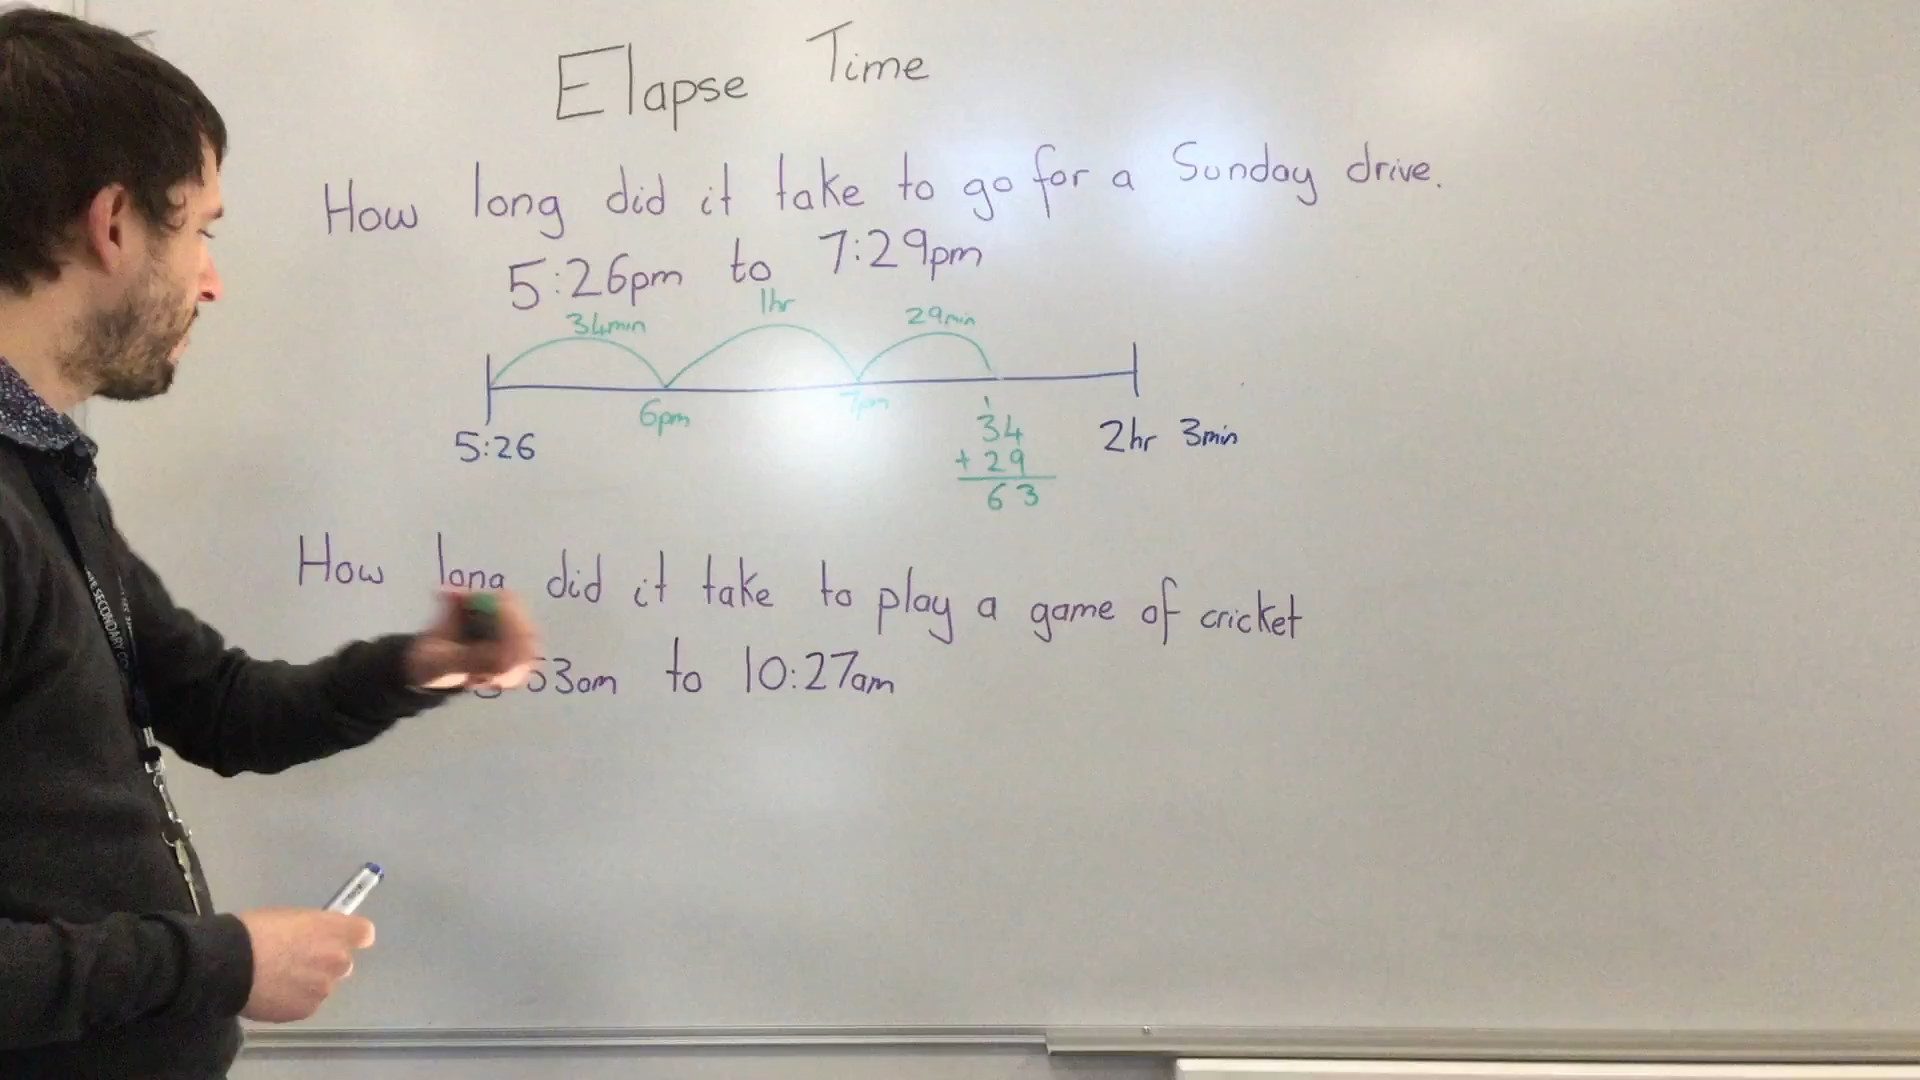 Elapse Time
How long did it take to go for a Sunday drive.
5:26pm to 7:29pm
34min 1hr 29min
6pm 7pm
5:26
34
+ 29
63
2hr 3min
How long did it take to play a game of cricket
53am to 10:27am
SECONDARY